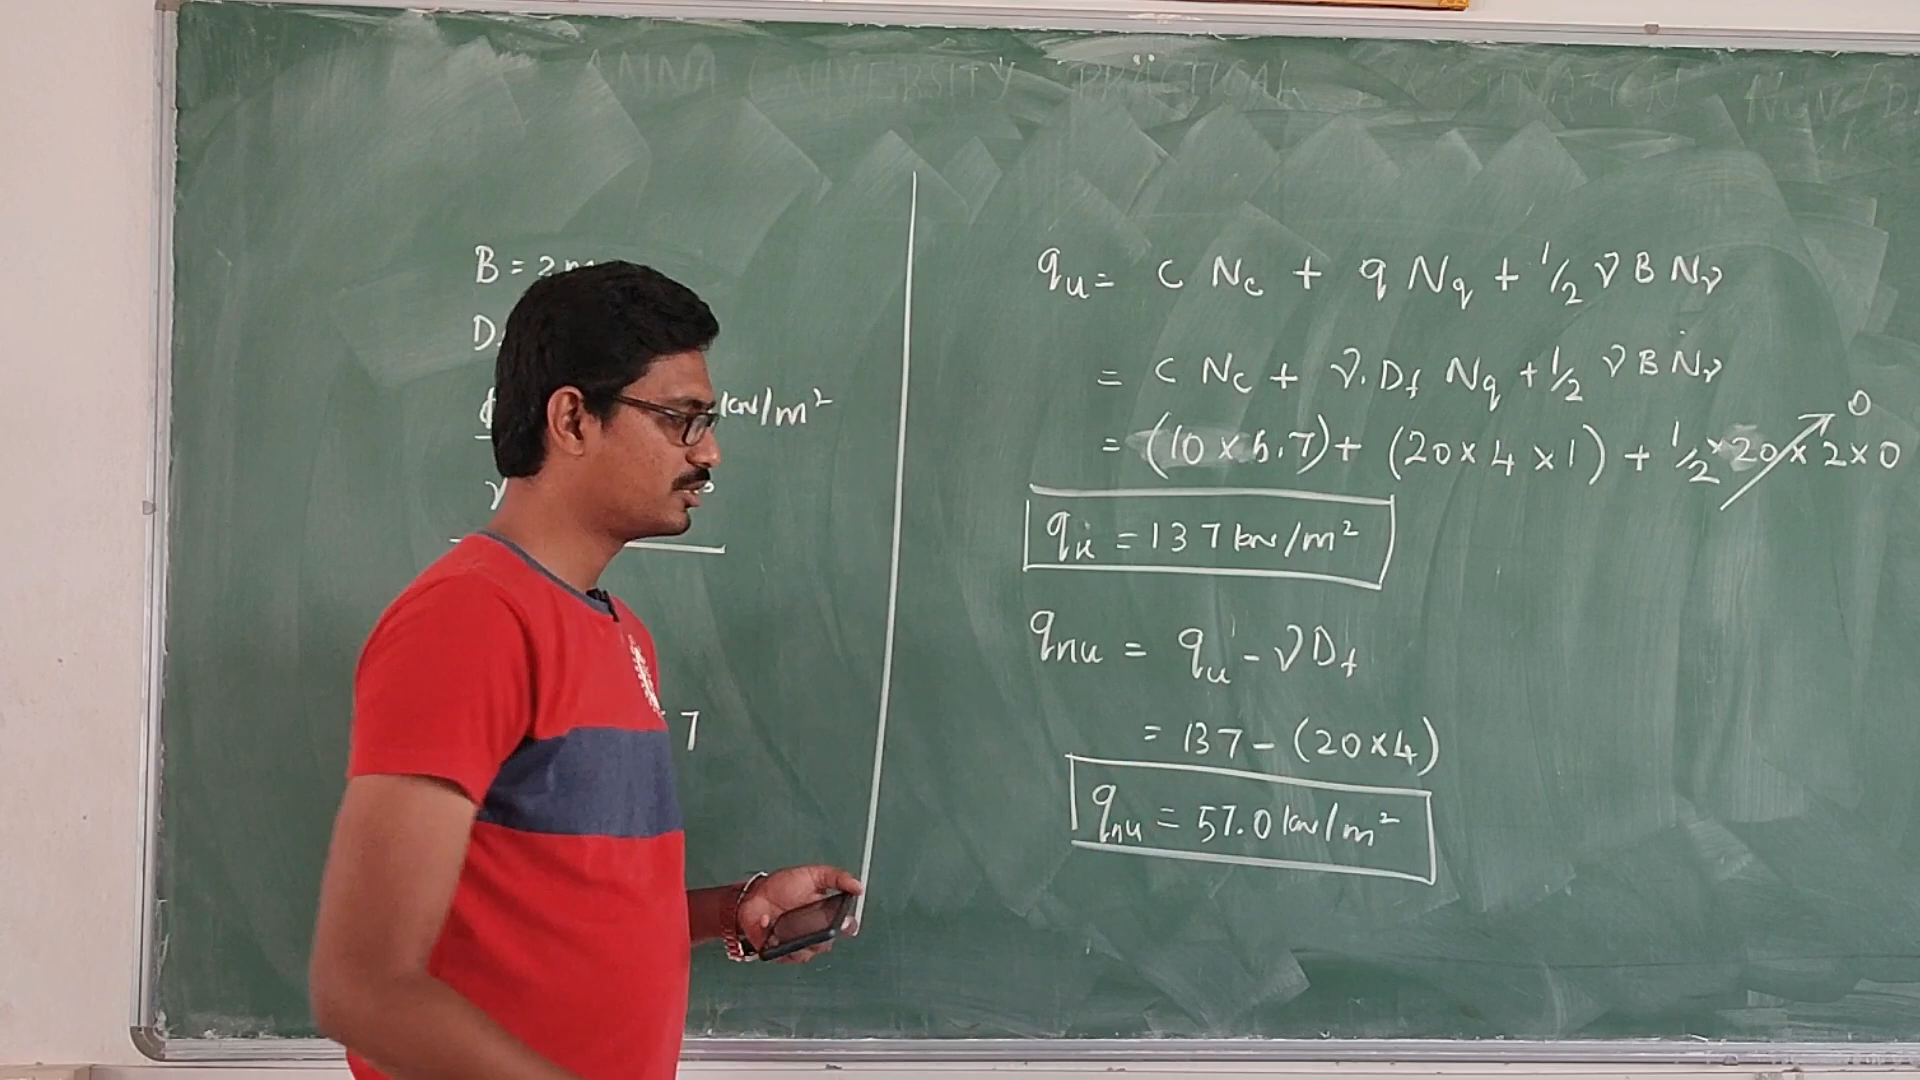 ANNA UNIVERSITY PRACTICAL EXAMINATION NOV/D
B = 2m
D
kN/m²
γ
7
qu = C Nc + q Nq + 1/2 γ B Nγ
= C Nc + γ.Df Nq + 1/2 γ B Nγ
= (10 × 5.7) + (20 × 4 × 1) + 1/2 × 20 × 2 × 0 0
qu = 137 kN/m²
qnu = qu - γ Df
= 137 - (20×4)
qnu = 57.0 kN/m²